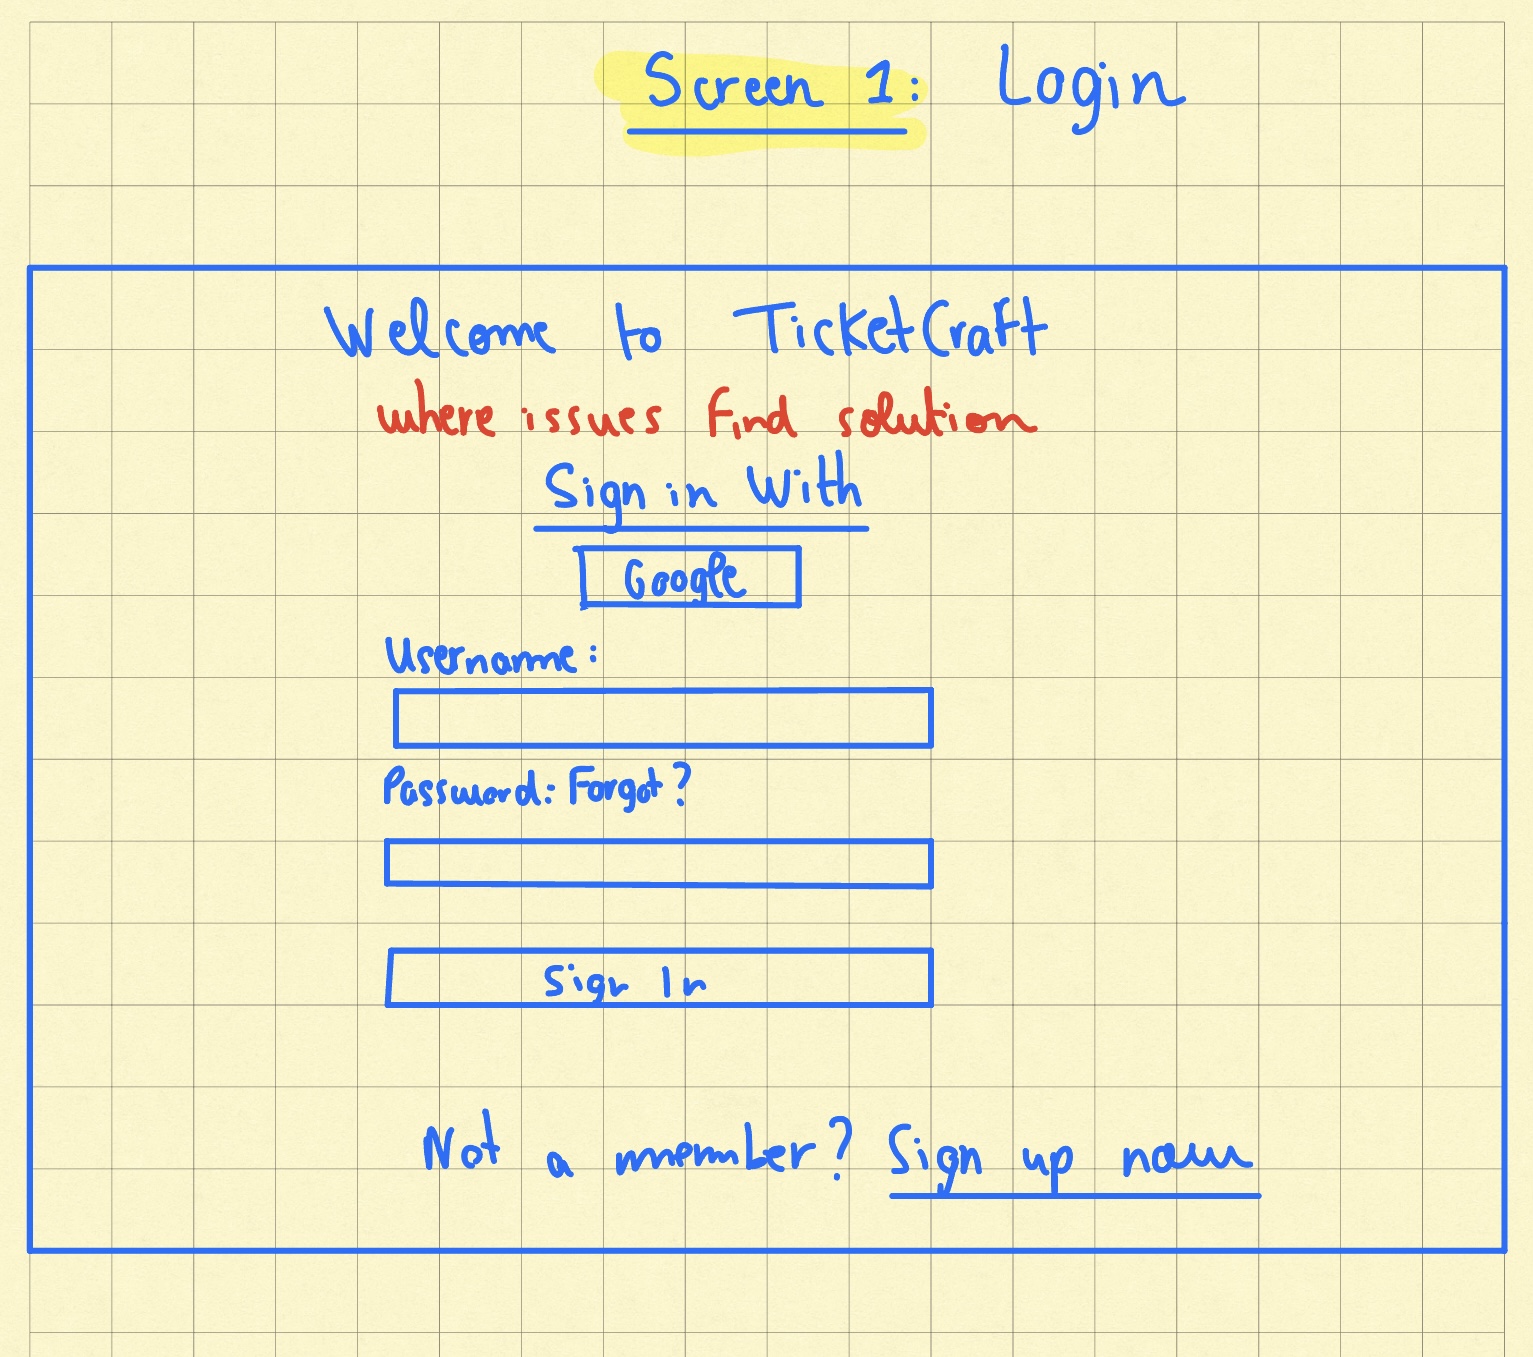 Screen 1: Login
Welcome to TicketCraft
where issues find solution
Sign in With
Google
Username:
Password: Forgot?
Sign In
Not a member? Sign up now